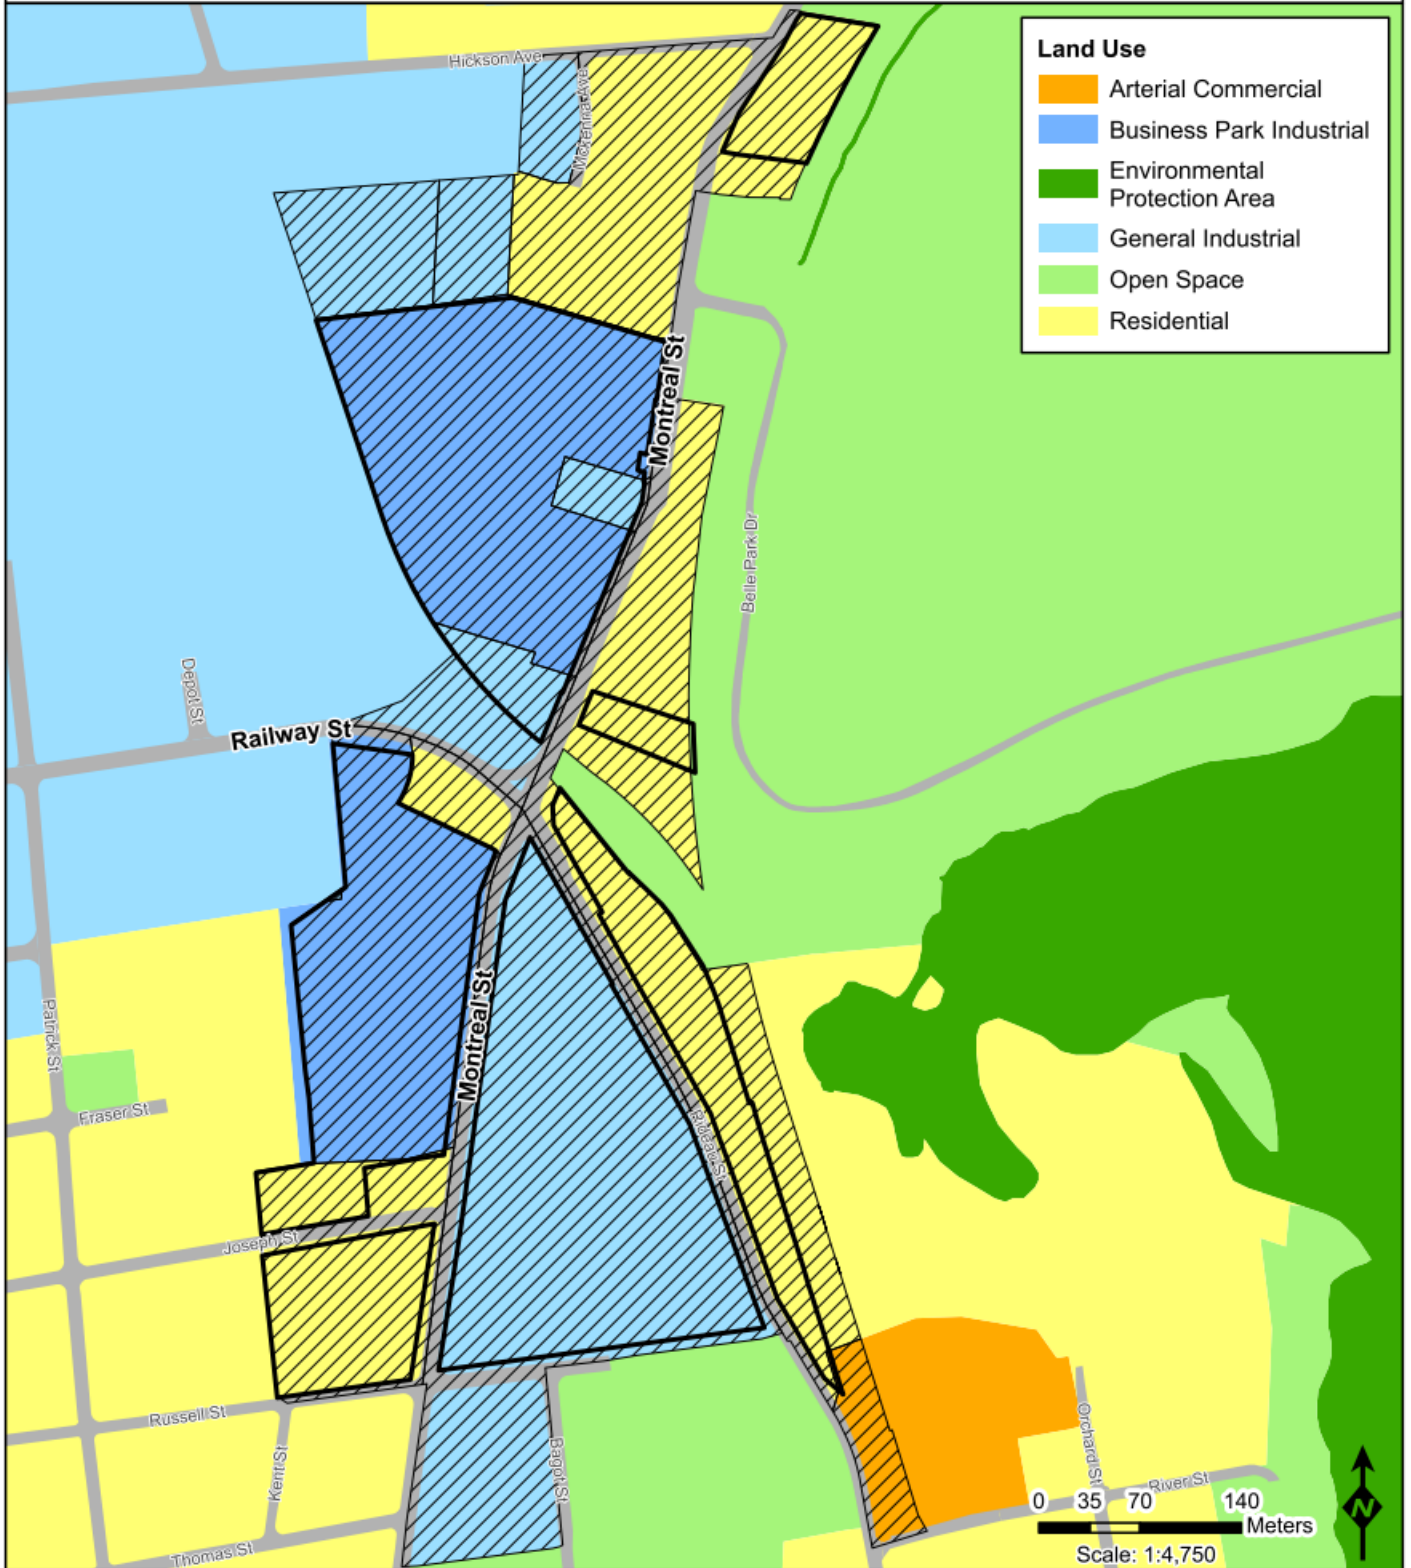 Hickson Ave
Mckenna Ave
Land Use
Arterial Commercial
Business Park Industrial
Environmental
Protection Area
General Industrial
Open Space
Residential
Montreal St
Belle Park Dr
Depot St
Railway St
Patrick St
Montreal St
Fraser St
Rideau St
Joseph St
Russell St
Kent St
Bagot St
Orchard St
River St
Thomas St
0 35 70 140
Meters
Scale: 1:4,750
N